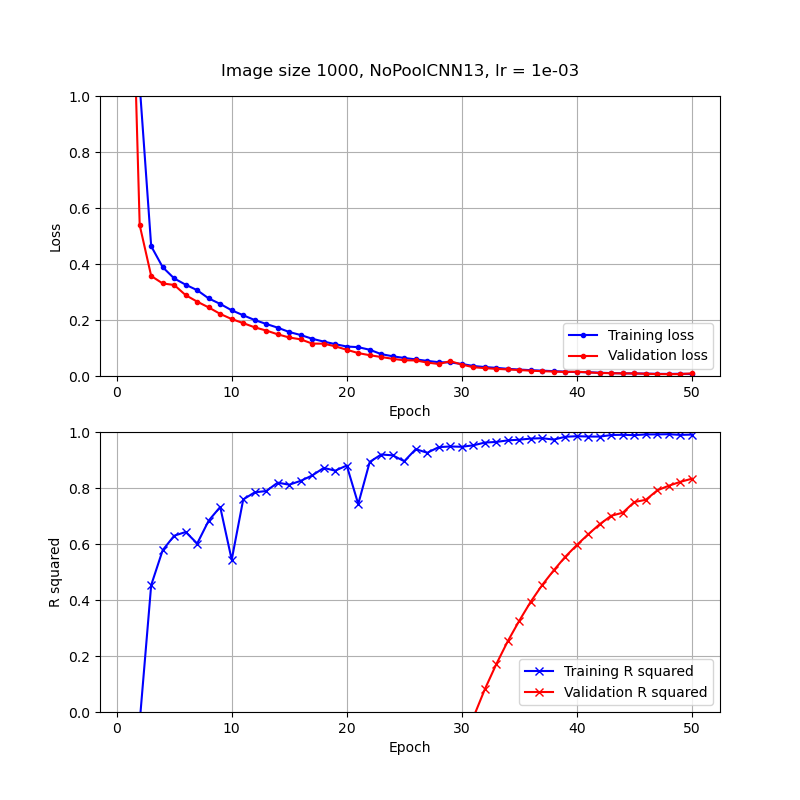 Image size 1000, NoPoolCNN13, lr = 1e-03
1.0
0.8
0.6
0.4
0.2
0.0
Loss
0
10
20
30
40
50
Epoch
Training loss
Validation loss
1.0
0.8
0.6
0.4
0.2
0.0
R squared
0
10
20
30
40
50
Epoch
Training R squared
Validation R squared